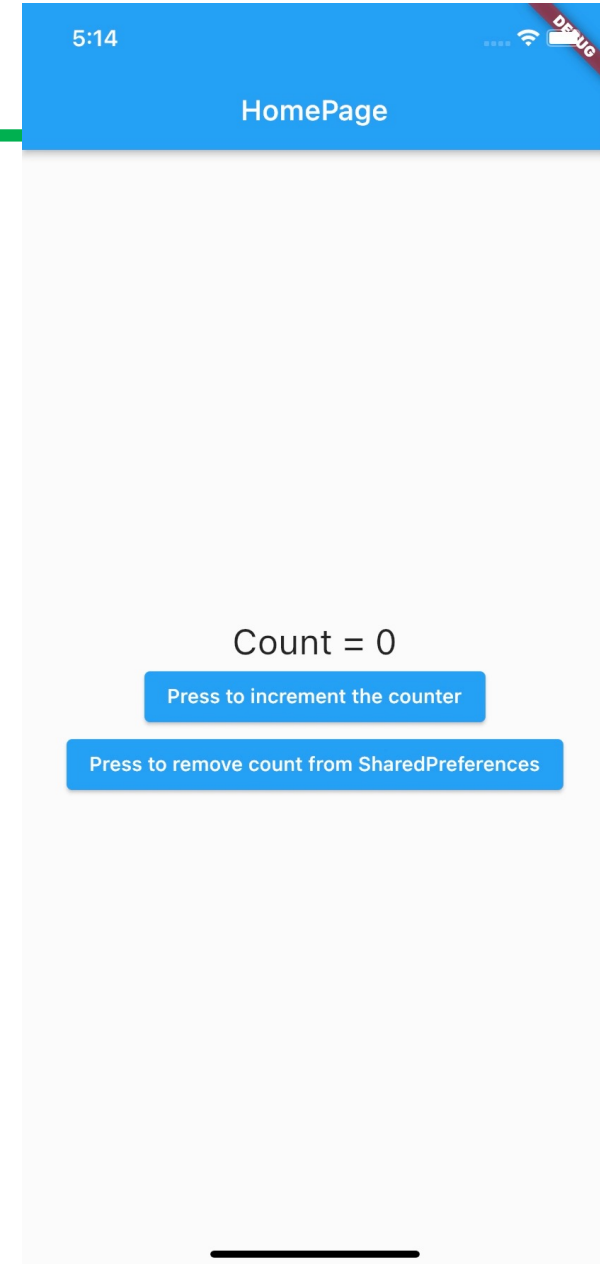 5:14
DEBUG
HomePage
Count = 0
Press to increment the counter
Press to remove count from SharedPreferences